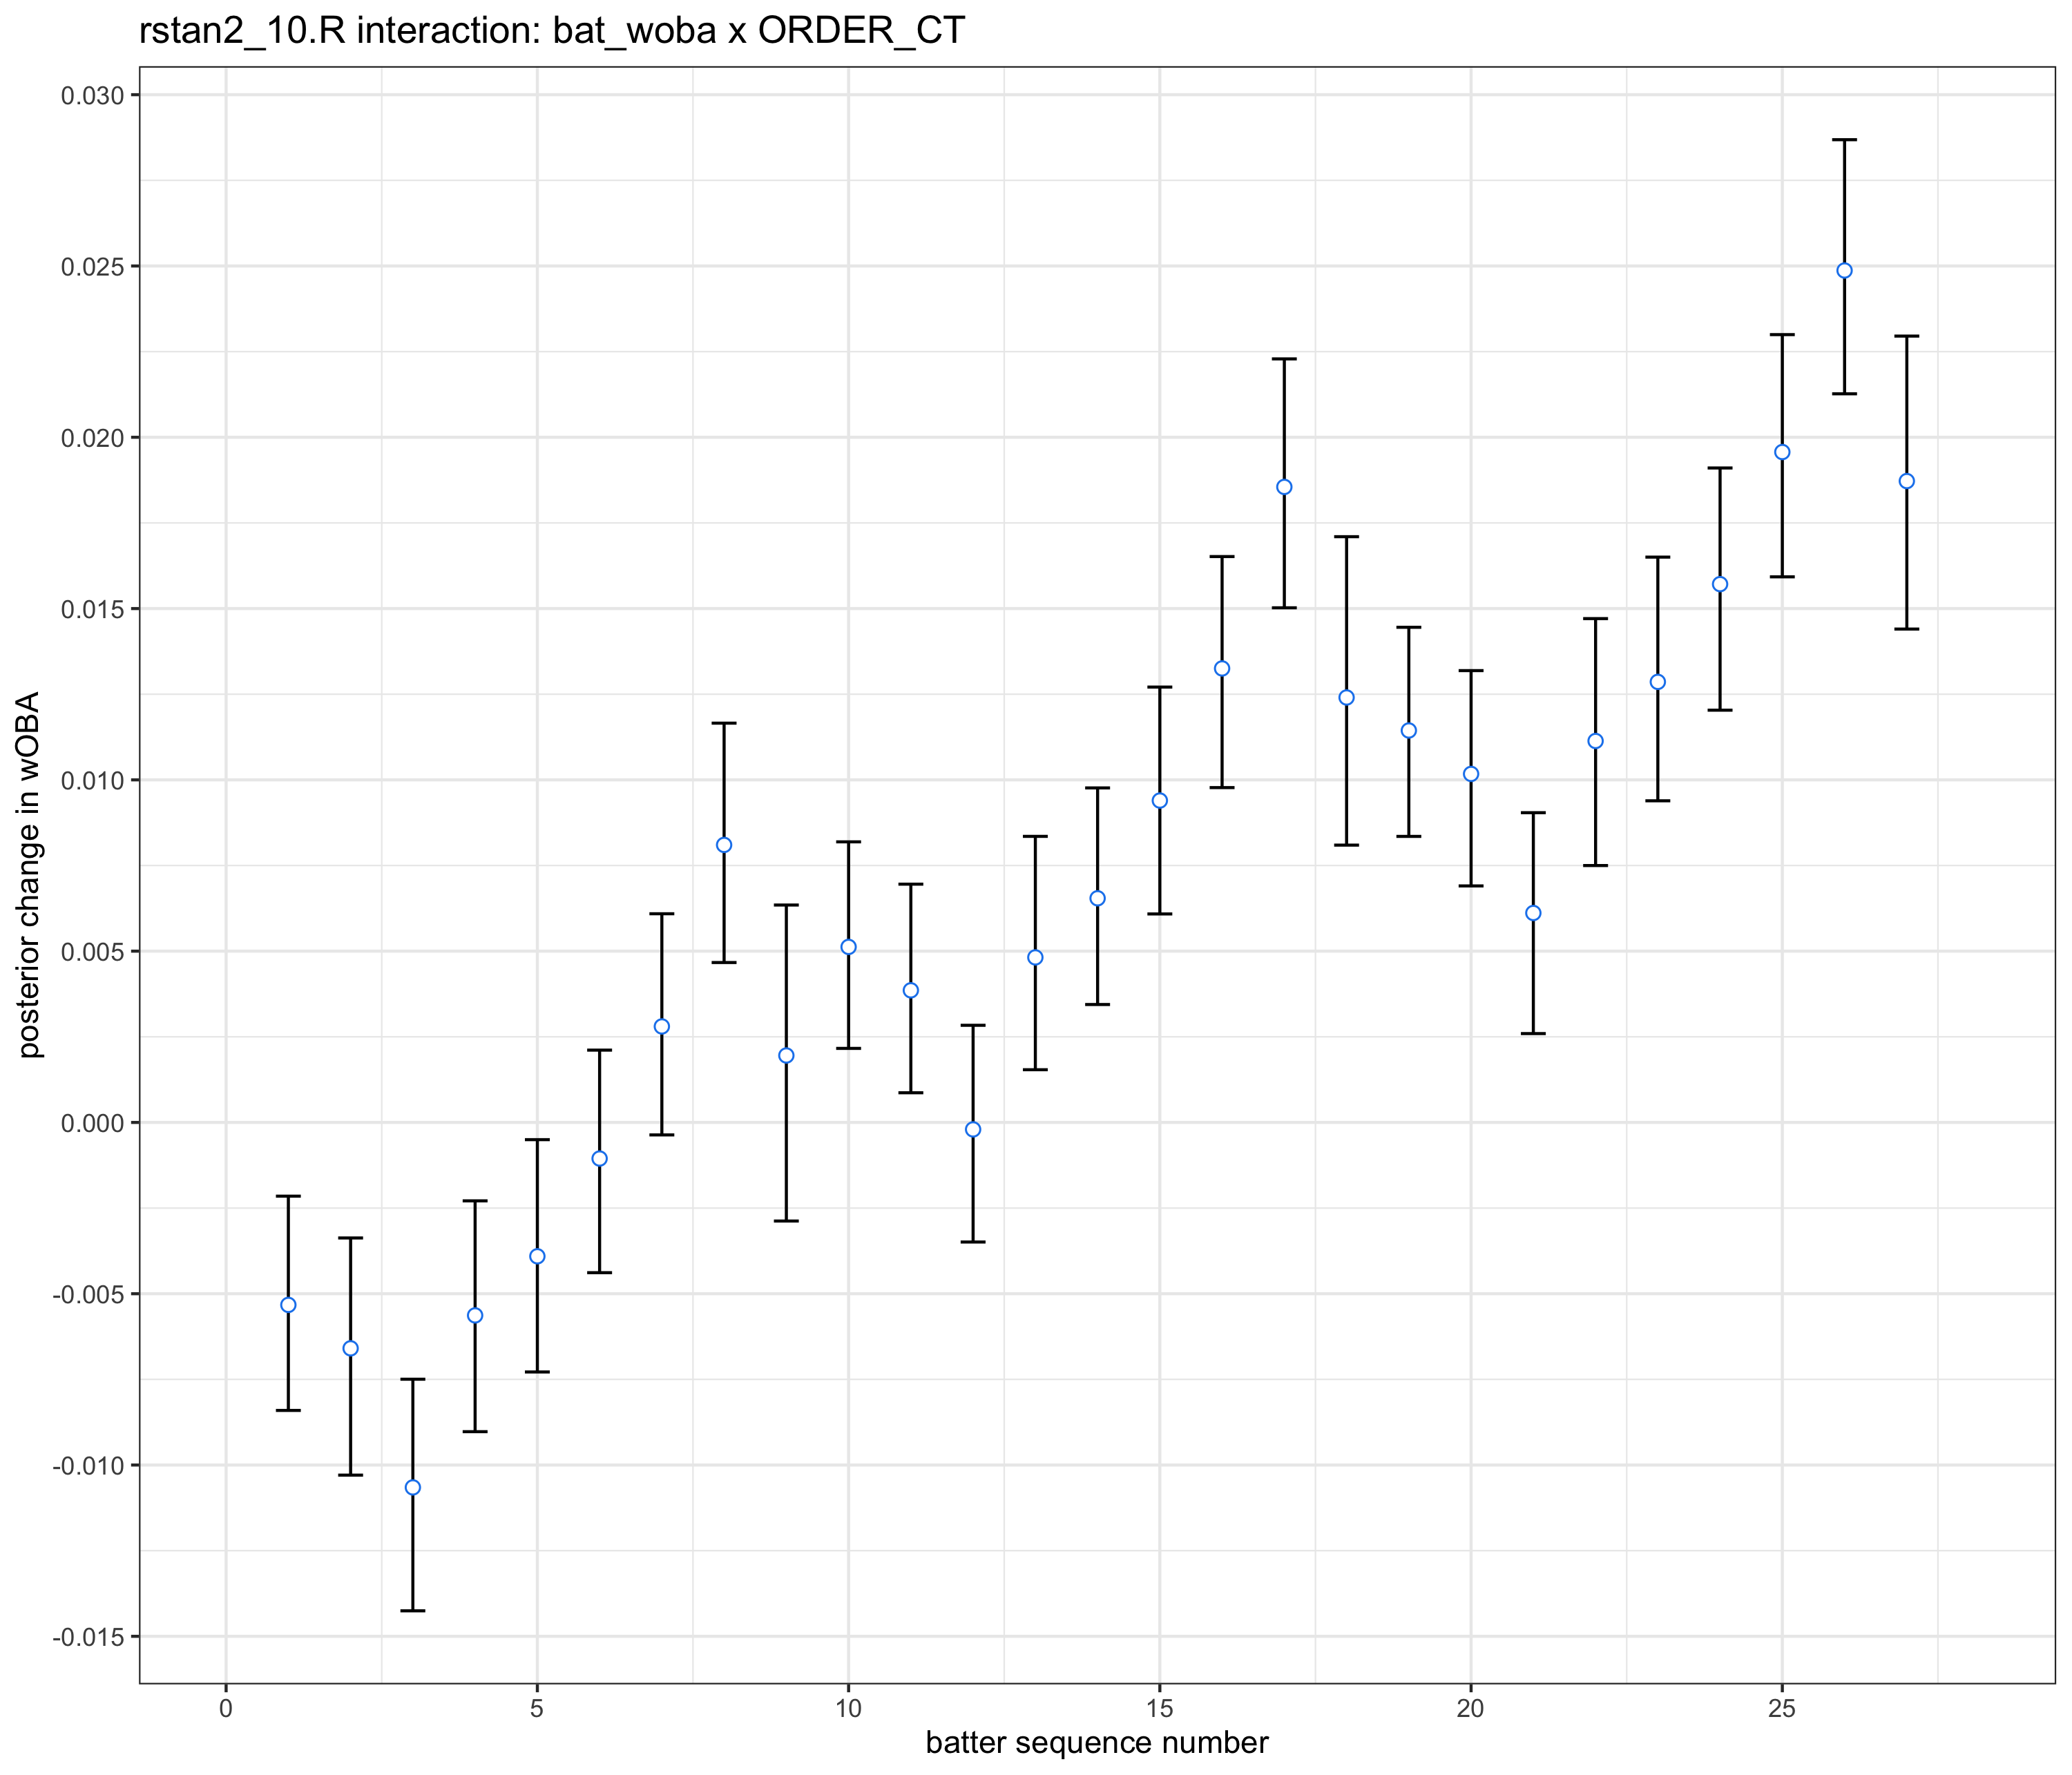 rstan2_10.R interaction: bat_woba x ORDER_CT
posterior change in wOBA
0.030
0.025
0.020
0.015
0.010
0.005
0.000
-0.005
-0.010
-0.015
0 5 10 15 20 25
batter sequence number